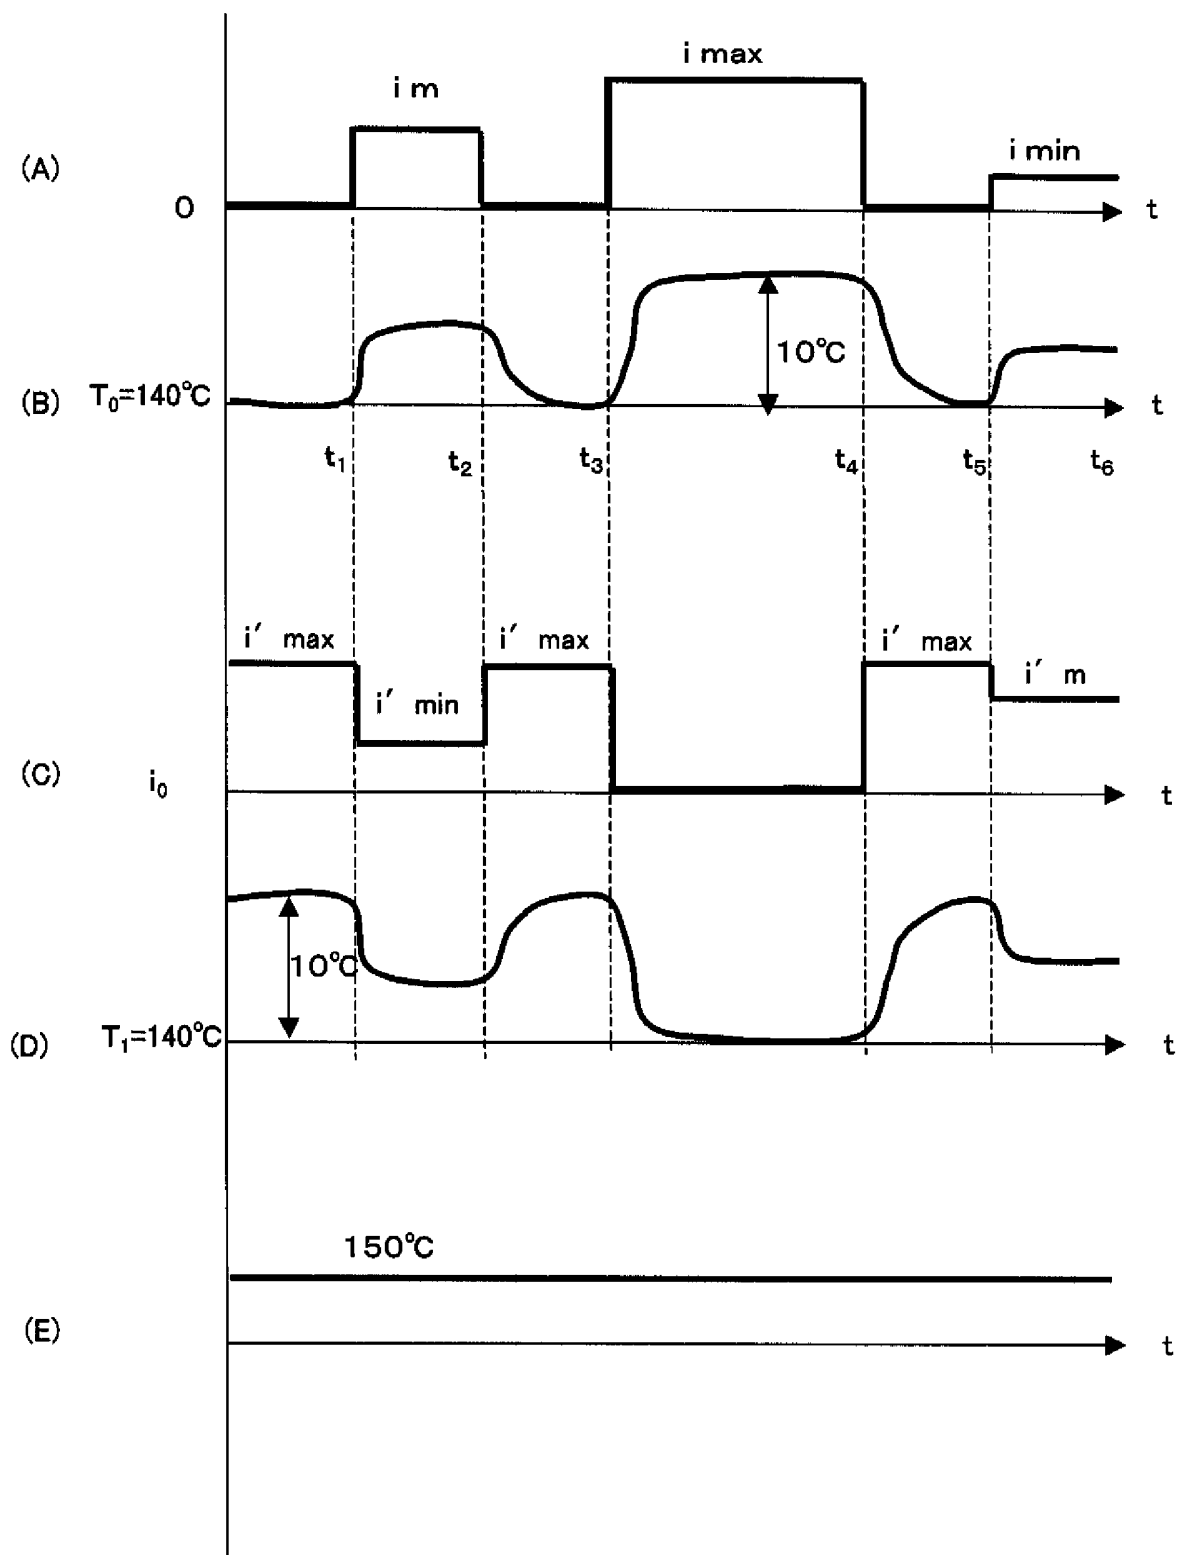 i max
i m
i min
(A)
0
t
10℃
(B)
T₀=140℃
t
t₁
t₂
t₃
t₄
t₅
t₆
i′ max
i′ max
i′ max
i′ min
i′ m
(C)
i₀
t
10℃
(D)
T₁=140℃
t
150℃
(E)
t